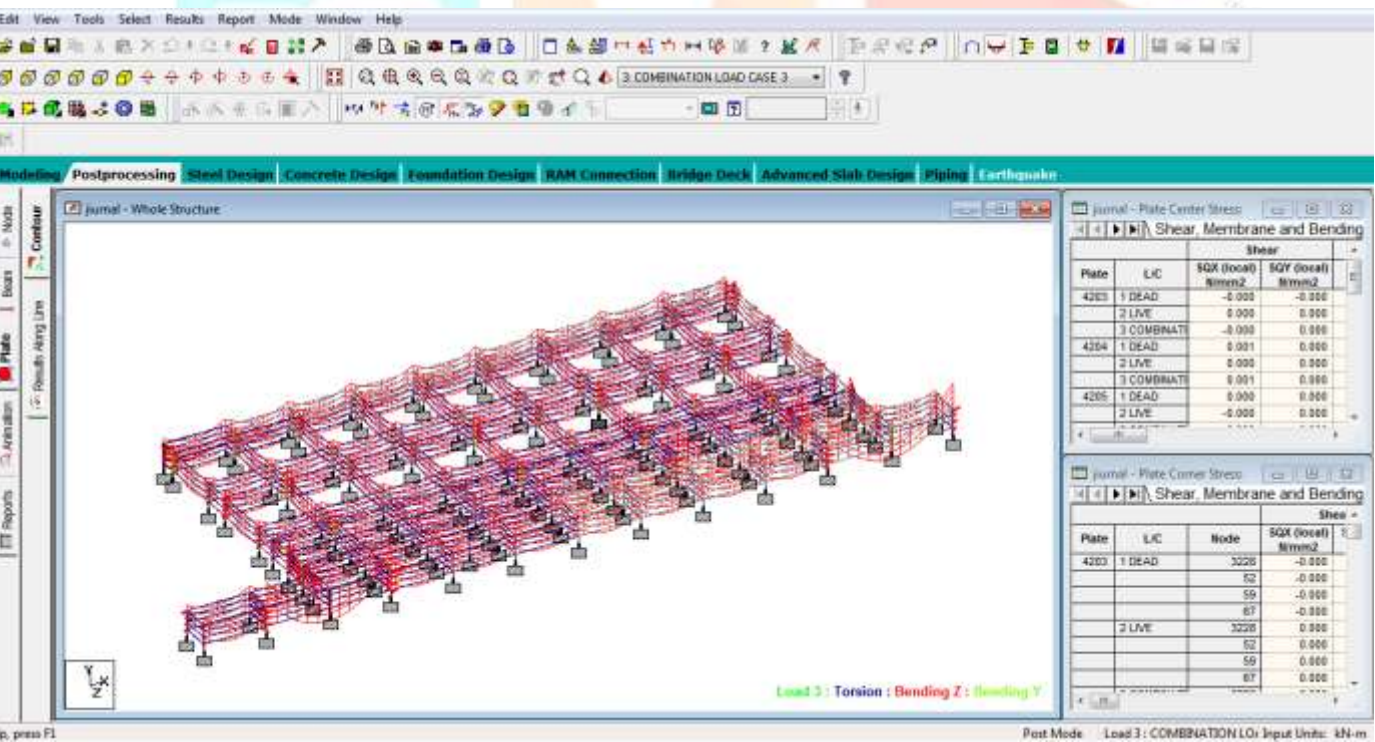 Edit View Tools Select Results Report Mode Window Help
3: COMBINATION LOAD CASE 3
Modeling Postprocessing Steel Design Concrete Design Foundation Design RAM Connection Bridge Deck Advanced Slab Design Piping Earthquake
Node
Beam
Plate
Animation
Reports
Contour
Results Along Line
jiurnal - Whole Structure
Y X Z
Load 3 : Torsion : Bending Z : Bending Y
jiurnal - Plate Center Stress
Shear, Membrane and Bending
Shear
Plate L/C SQX (local) SQY (local)
N/mm2 N/mm2
4203 1 DEAD -0.000 -0.000
2 LIVE 0.000 0.000
3 COMBINATI -0.000 0.000
4204 1 DEAD 0.001 0.001
2 LIVE 0.000 0.000
3 COMBINATI 0.001 0.000
4205 1 DEAD 0.000 0.000
2 LIVE -0.000 0.000
jiurnal - Plate Corner Stress
Shear, Membrane and Bending
Shea
Plate L/C Node SQX (local)
N/mm2
4203 1 DEAD 3228 -0.000
52 -0.000
59 -0.000
67 -0.000
2 LIVE 3228 0.000
52 0.000
59 0.000
67 0.000
p, press F1
Post Mode Load 3 : COMBINATION LO Input Units: kN-m